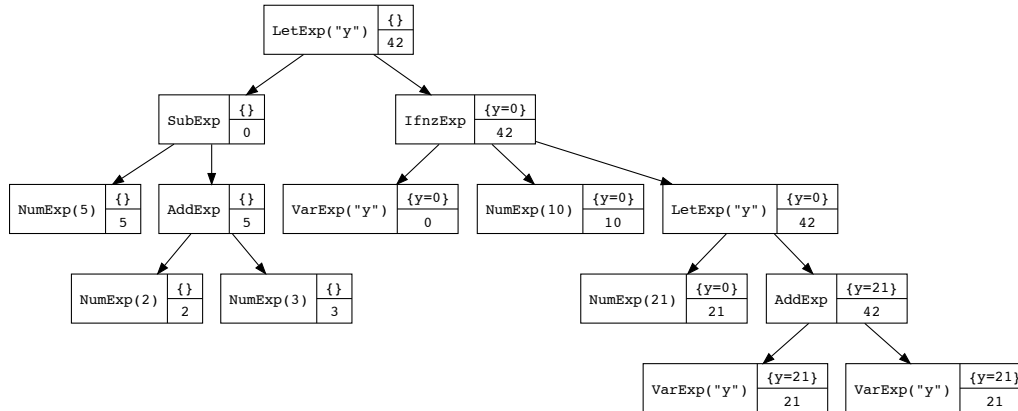 LetExp("y") {} 42
SubExp {} 0
IfnzExp {y=0} 42
NumExp(5) {} 5
AddExp {} 5
VarExp("y") {y=0} 0
NumExp(10) {y=0} 10
LetExp("y") {y=0} 42
NumExp(2) {} 2
NumExp(3) {} 3
NumExp(21) {y=0} 21
AddExp {y=21} 42
VarExp("y") {y=21} 21
VarExp("y") {y=21} 21